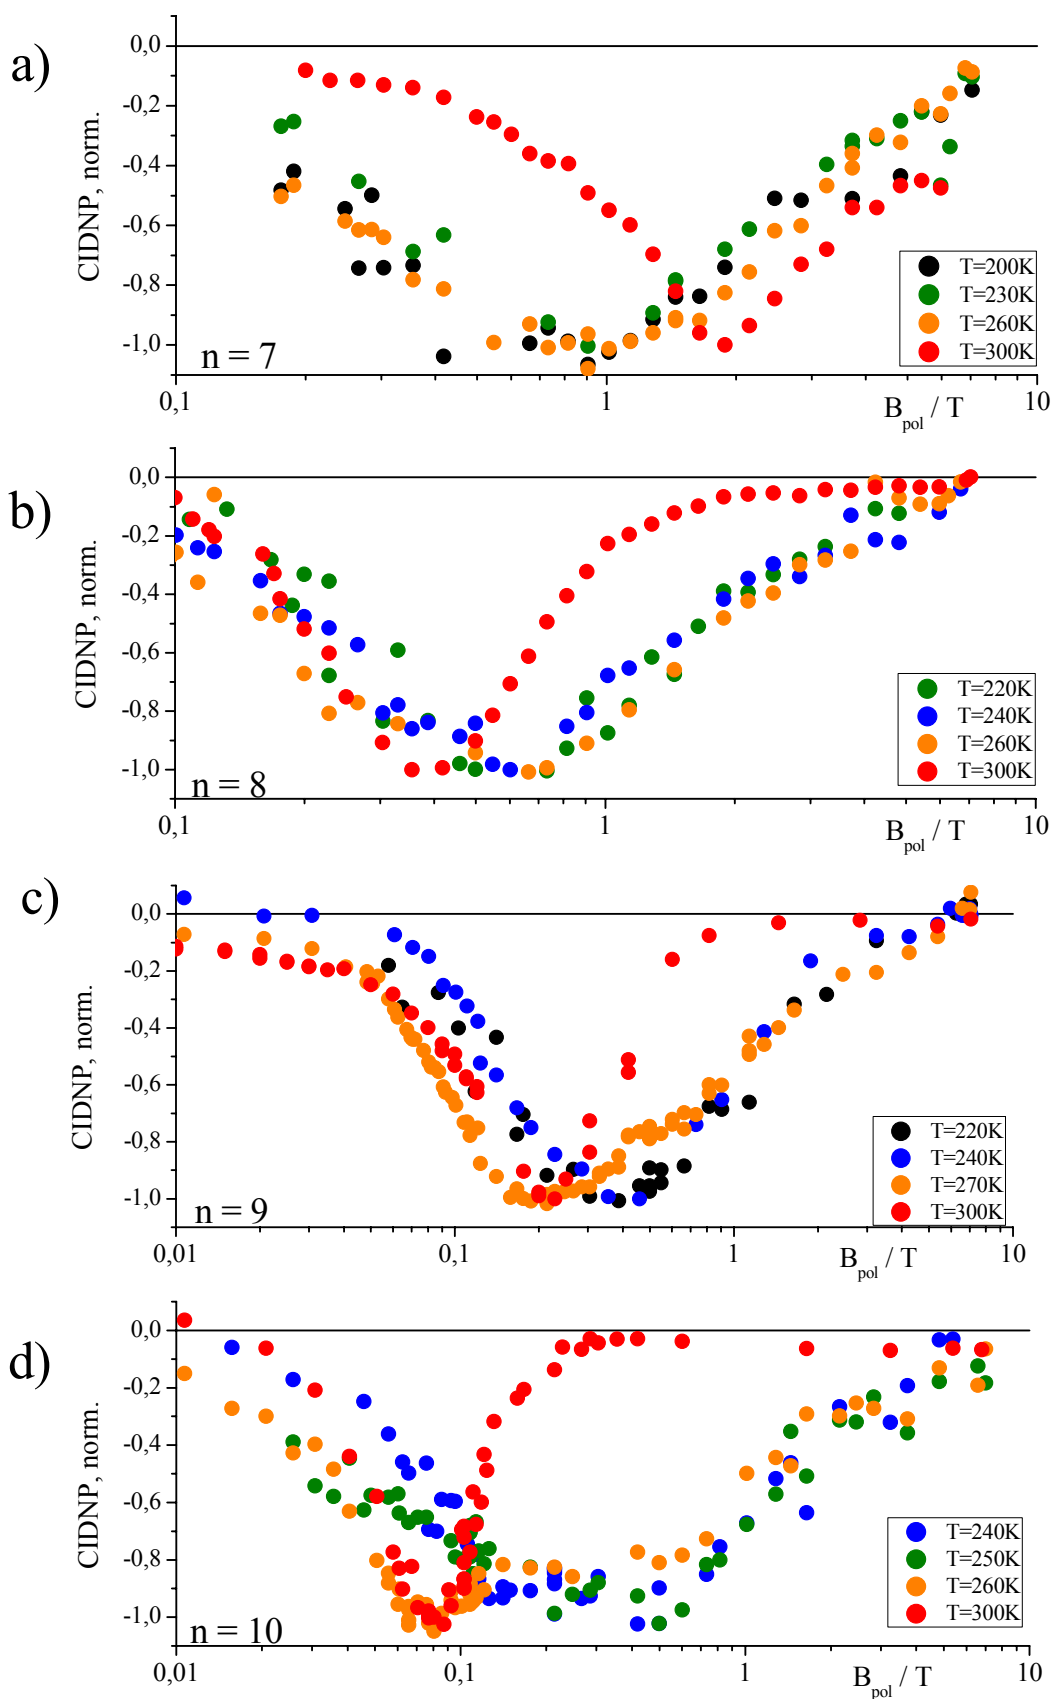 a)
CIDNP, norm.
0,0
-0,2
-0,4
-0,6
-0,8
-1,0
n = 7
T=200K
T=230K
T=260K
T=300K
0,1
1
10
B_pol / T
b)
CIDNP, norm.
0,0
-0,2
-0,4
-0,6
-0,8
-1,0
n = 8
T=220K
T=240K
T=260K
T=300K
0,1
1
10
B_pol / T
c)
CIDNP, norm.
0,0
-0,2
-0,4
-0,6
-0,8
-1,0
n = 9
T=220K
T=240K
T=270K
T=300K
0,01
0,1
1
10
B_pol / T
d)
CIDNP, norm.
0,0
-0,2
-0,4
-0,6
-0,8
-1,0
n = 10
T=240K
T=250K
T=260K
T=300K
0,01
0,1
1
10
B_pol / T